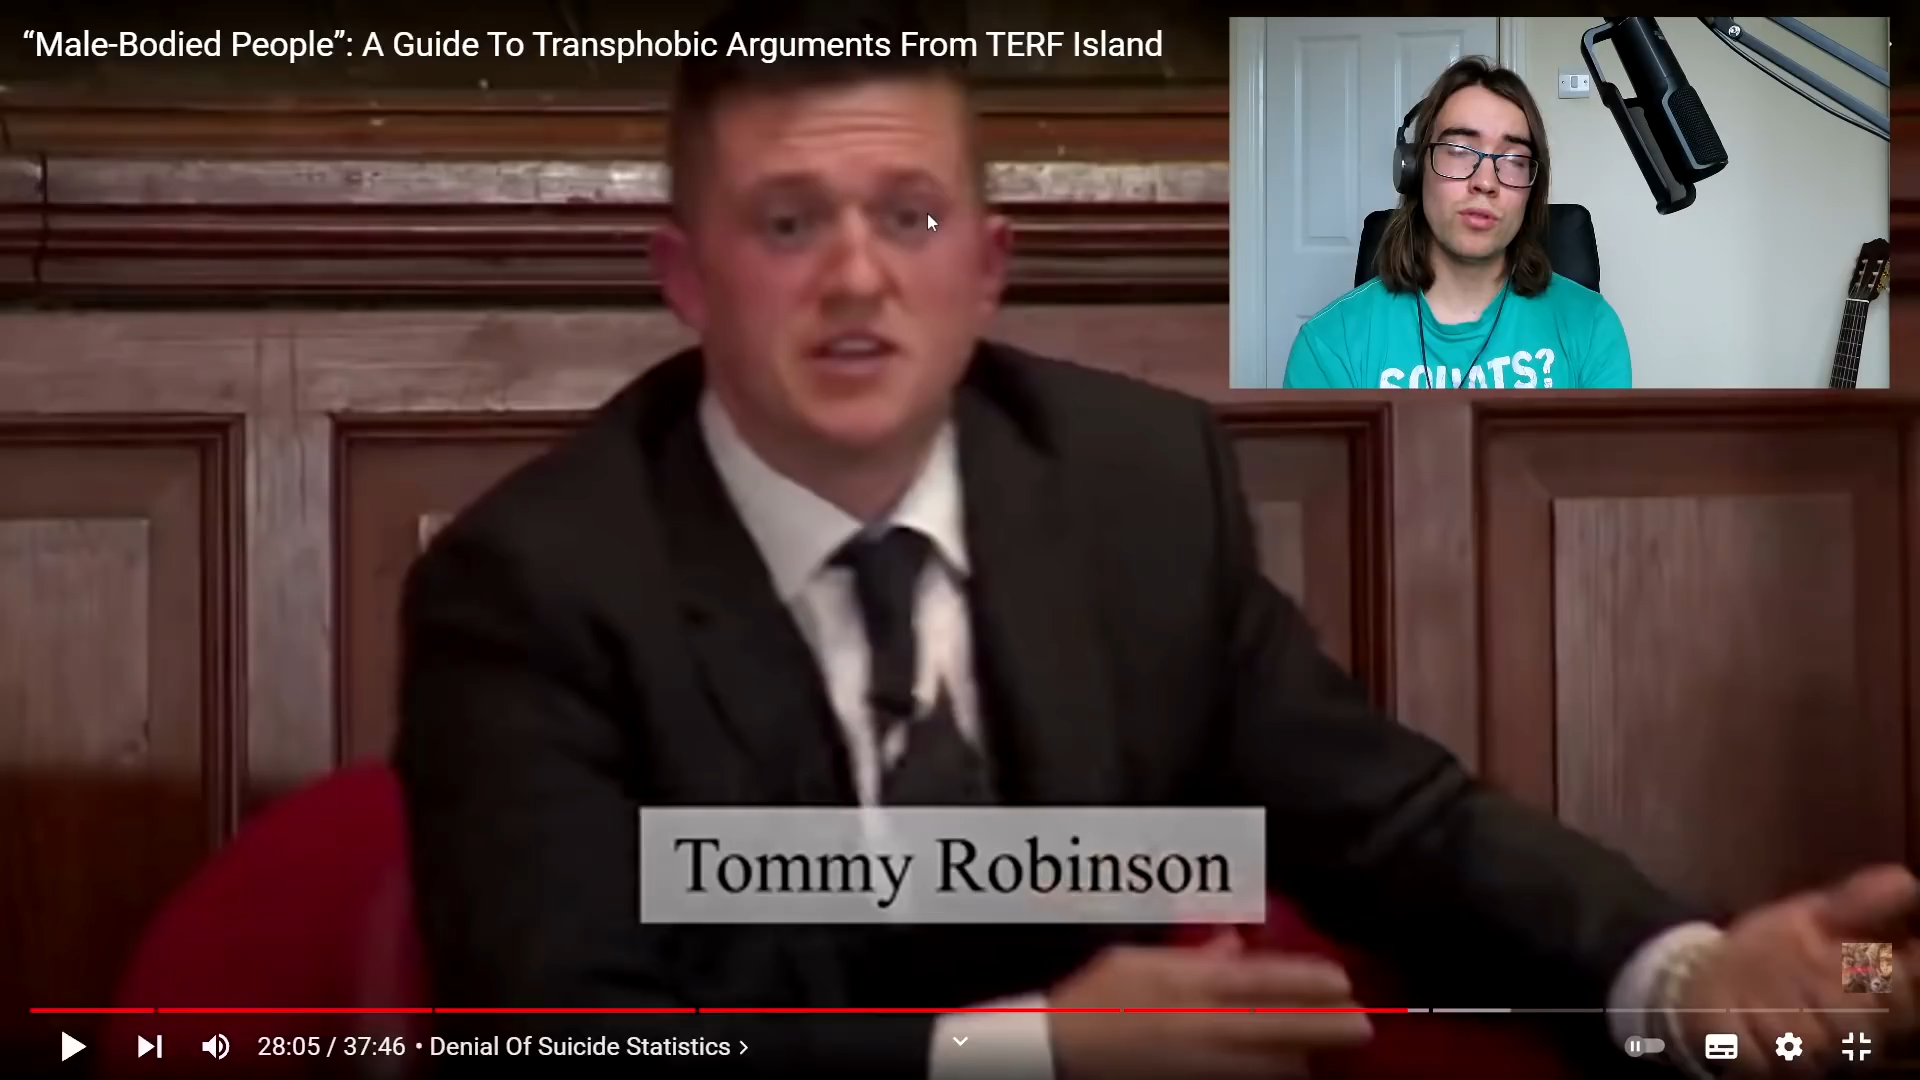 “Male-Bodied People”: A Guide To Transphobic Arguments From TERF Island
SQUATS?
Tommy Robinson
28:05 / 37:46 • Denial Of Suicide Statistics >